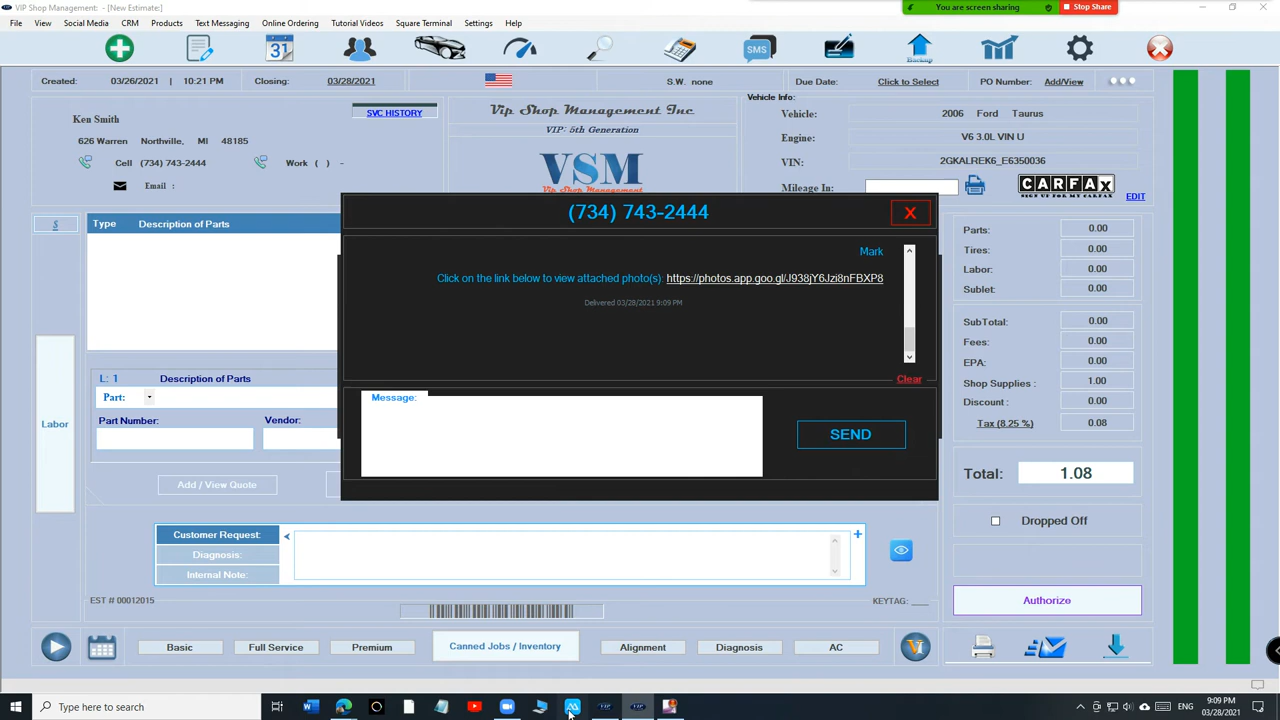 VIP Shop Management: - [New Estimate:]
You are screen sharing
Stop Share
File View Social Media CRM Products Text Messaging Online Ordering Tutorial Videos Square Terminal Settings Help
31
SMS
Backup
Created: 03/26/2021 | 10:21 PM Closing: 03/28/2021 S.W. none Due Date: Click to Select PO Number: Add/View
Ken Smith
SVC HISTORY
626 Warren Northville, MI 48185
Cell (734) 743-2444 Work ( ) -
Email :
Vip Shop Management Inc
VIP: 5th Generation
VSM
Vip Shop Management
Vehicle Info:
Vehicle: 2006 Ford Taurus
Engine: V6 3.0L VIN U
VIN: 2GKALREK6_E6350036
Mileage In:
CARFAX
SIGN UP FOR MY CARFAX
EDIT
S
Type Description of Parts
(734) 743-2444
X
Mark
Click on the link below to view attached photo(s): https://photos.app.goo.gl/J938jY6Jzi8nFBXP8
Delivered 03/28/2021 9:09 PM
Clear
Message:
SEND
Labor
L: 1 Description of Parts
Part:
Part Number: Vendor:
Add / View Quote
Parts: 0.00
Tires: 0.00
Labor: 0.00
Sublet: 0.00
SubTotal: 0.00
Fees: 0.00
EPA: 0.00
Shop Supplies : 1.00
Discount : 0.00
Tax (8.25 %) 0.08
Total: 1.08
Dropped Off
Authorize
Customer Request: <
+
Diagnosis:
Internal Note:
EST # 00012015
KEYTAG: ___
Basic Full Service Premium Canned Jobs / Inventory Alignment Diagnosis AC
Type here to search
ENG
9:09 PM
03/28/2021